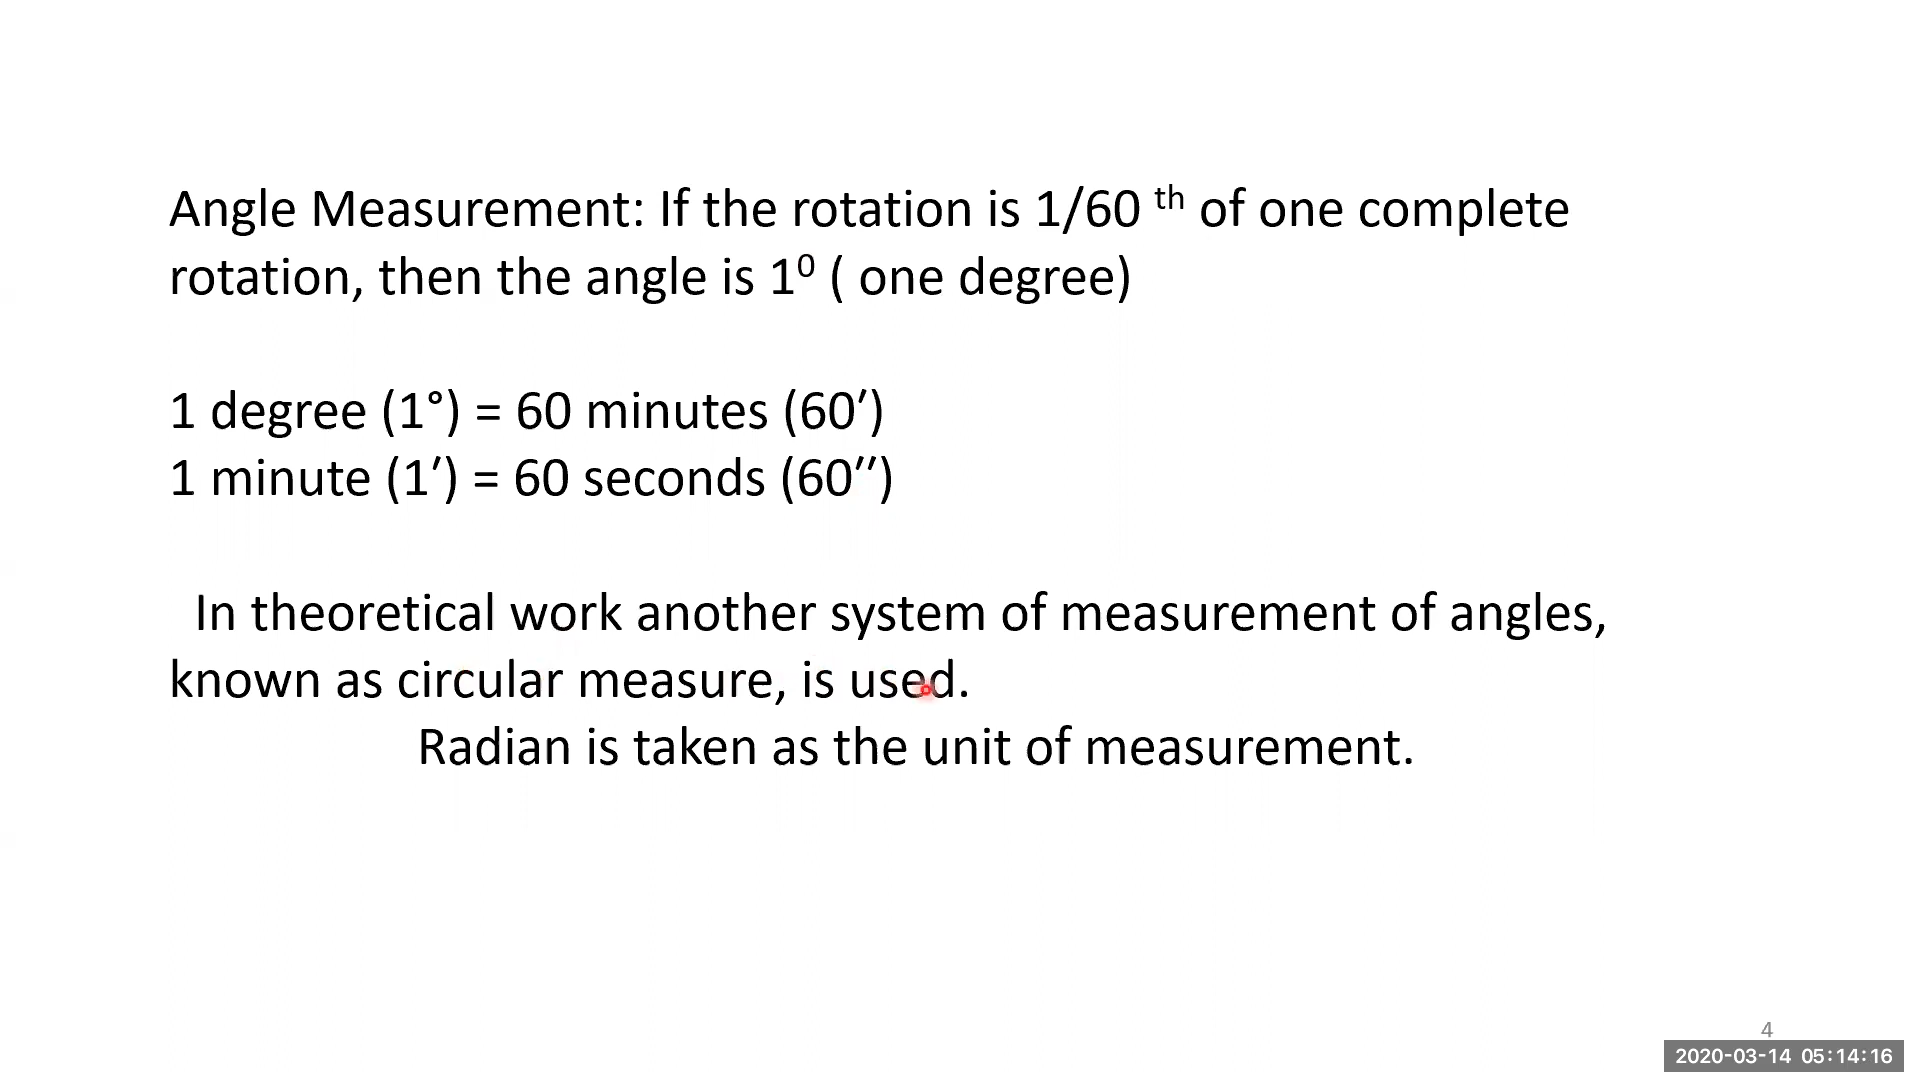 Angle Measurement: If the rotation is 1/60 ᵗʰ of one complete
rotation, then the angle is 1⁰ ( one degree)
1 degree (1°) = 60 minutes (60′)
1 minute (1′) = 60 seconds (60′′)
In theoretical work another system of measurement of angles,
known as circular measure, is used.
Radian is taken as the unit of measurement.
4
2020-03-14 05:14:16